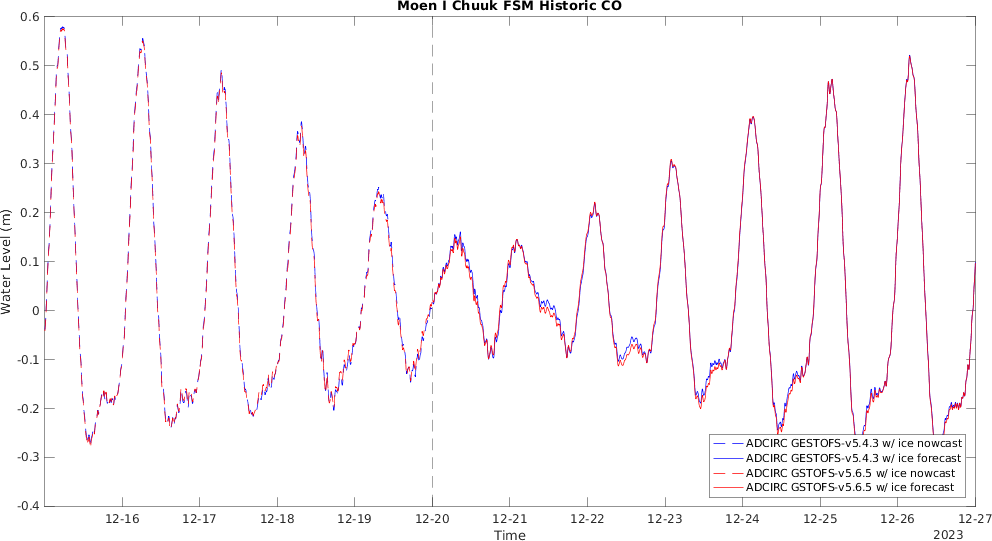 Moen I Chuuk FSM Historic CO
0.6
0.5
0.4
0.3
0.2
0.1
0
-0.1
-0.2
-0.3
-0.4
Water Level (m)
ADCIRC GESTOFS-v5.4.3 w/ ice nowcast
ADCIRC GESTOFS-v5.4.3 w/ ice forecast
ADCIRC GSTOFS-v5.6.5 w/ ice nowcast
ADCIRC GSTOFS-v5.6.5 w/ ice forecast
12-16 12-17 12-18 12-19 12-20 12-21 12-22 12-23 12-24 12-25 12-26 12-27
Time
2023